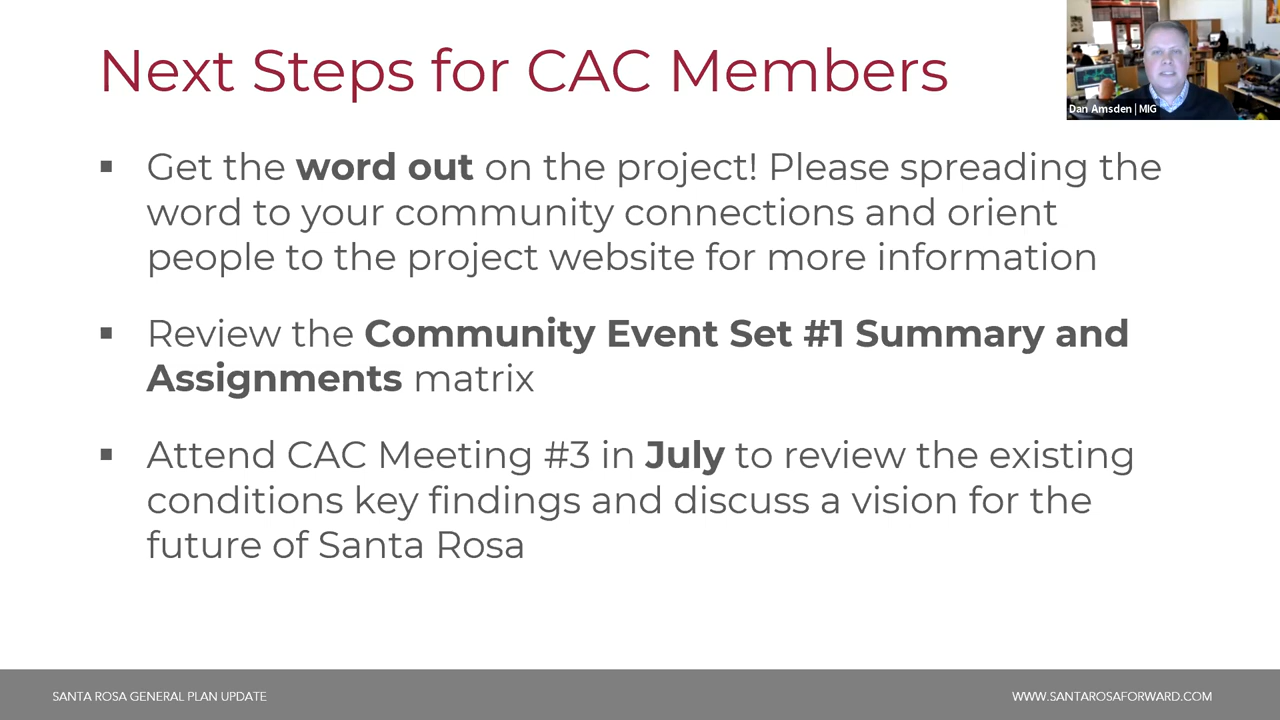 Next Steps for CAC Members
Dan Amsden | MIG
▪ Get the word out on the project! Please spreading the
word to your community connections and orient
people to the project website for more information
▪ Review the Community Event Set #1 Summary and
Assignments matrix
▪ Attend CAC Meeting #3 in July to review the existing
conditions key findings and discuss a vision for the
future of Santa Rosa
SANTA ROSA GENERAL PLAN UPDATE
WWW.SANTAROSAFORWARD.COM